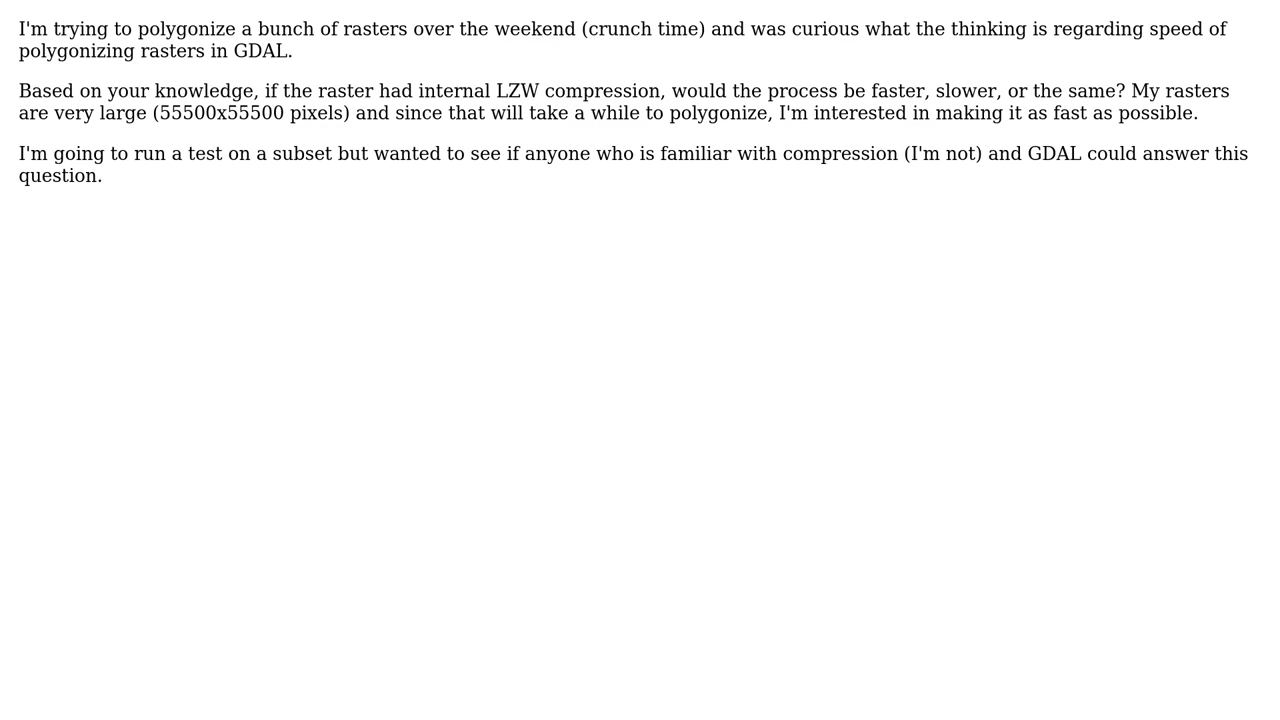 I'm trying to polygonize a bunch of rasters over the weekend (crunch time) and was curious what the thinking is regarding speed of
polygonizing rasters in GDAL.
Based on your knowledge, if the raster had internal LZW compression, would the process be faster, slower, or the same? My rasters
are very large (55500x55500 pixels) and since that will take a while to polygonize, I'm interested in making it as fast as possible.
I'm going to run a test on a subset but wanted to see if anyone who is familiar with compression (I'm not) and GDAL could answer this
question.